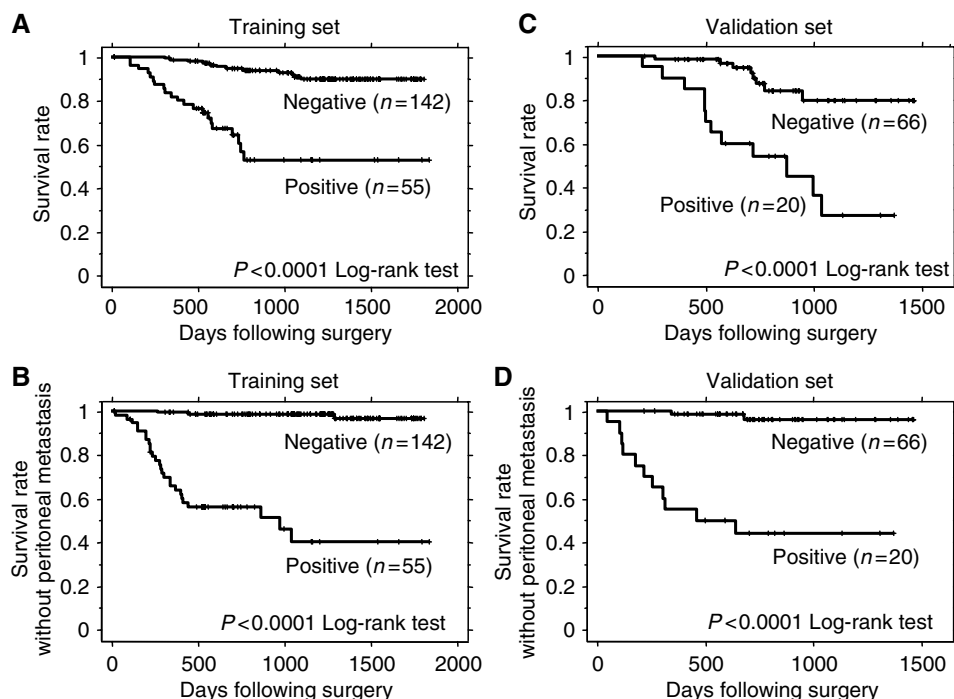 A
Training set
Survival rate
1
0.8
0.6
0.4
0.2
0
Negative (n=142)
Positive (n=55)
P<0.0001 Log-rank test
0 500 1000 1500 2000
Days following surgery
B
Training set
Survival rate
without peritoneal metastasis
1
0.8
0.6
0.4
0.2
0
Negative (n=142)
Positive (n=55)
P<0.0001 Log-rank test
0 500 1000 1500 2000
Days following surgery
C
Validation set
Survival rate
1
0.8
0.6
0.4
0.2
0
Negative (n=66)
Positive (n=20)
P<0.0001 Log-rank test
0 500 1000 1500
Days following surgery
D
Validation set
Survival rate
without peritoneal metastasis
1
0.8
0.6
0.4
0.2
0
Negative (n=66)
Positive (n=20)
P<0.0001 Log-rank test
0 500 1000 1500
Days following surgery